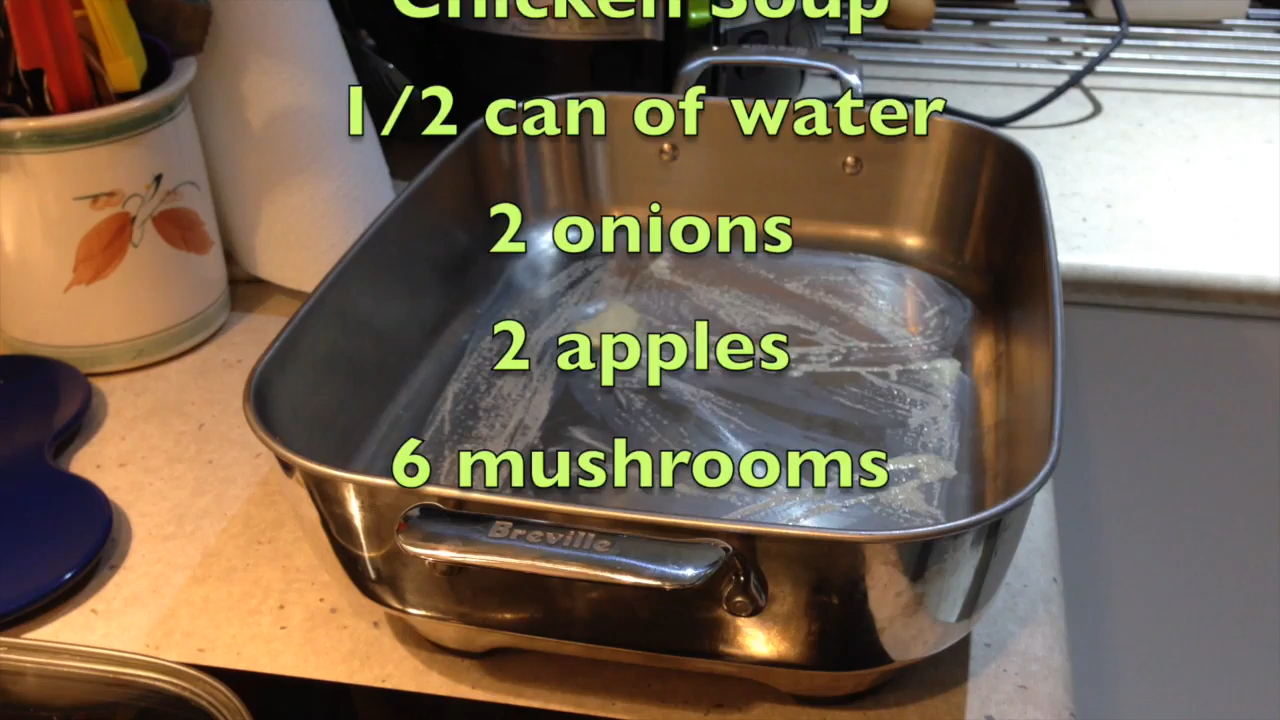 Chicken Soup
1/2 can of water
2 onions
2 apples
6 mushrooms
Breville